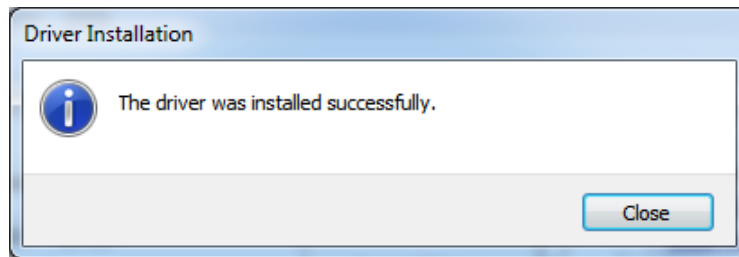 Driver Installation
The driver was installed successfully.
Close